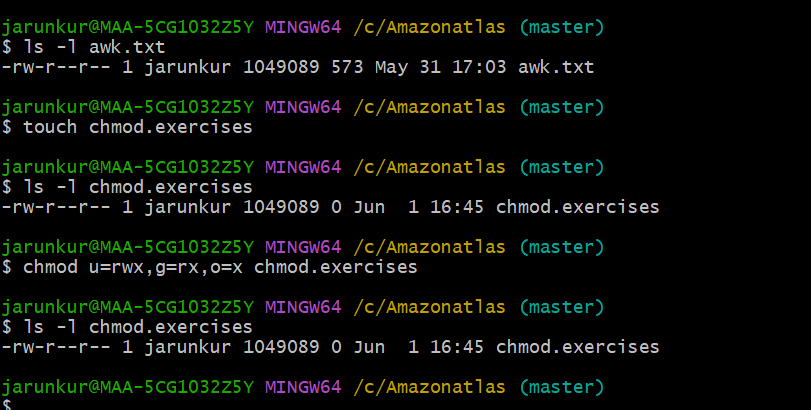 jarunkur@MAA-5CG1032Z5Y MINGW64 /c/Amazonatlas (master)
$ ls -l awk.txt
-rw-r--r-- 1 jarunkur 1049089 573 May 31 17:03 awk.txt
jarunkur@MAA-5CG1032Z5Y MINGW64 /c/Amazonatlas (master)
$ touch chmod.exercises
jarunkur@MAA-5CG1032Z5Y MINGW64 /c/Amazonatlas (master)
$ ls -l chmod.exercises
-rw-r--r-- 1 jarunkur 1049089 0 Jun  1 16:45 chmod.exercises
jarunkur@MAA-5CG1032Z5Y MINGW64 /c/Amazonatlas (master)
$ chmod u=rwx,g=rx,o=x chmod.exercises
jarunkur@MAA-5CG1032Z5Y MINGW64 /c/Amazonatlas (master)
$ ls -l chmod.exercises
-rw-r--r-- 1 jarunkur 1049089 0 Jun  1 16:45 chmod.exercises
jarunkur@MAA-5CG1032Z5Y MINGW64 /c/Amazonatlas (master)
$